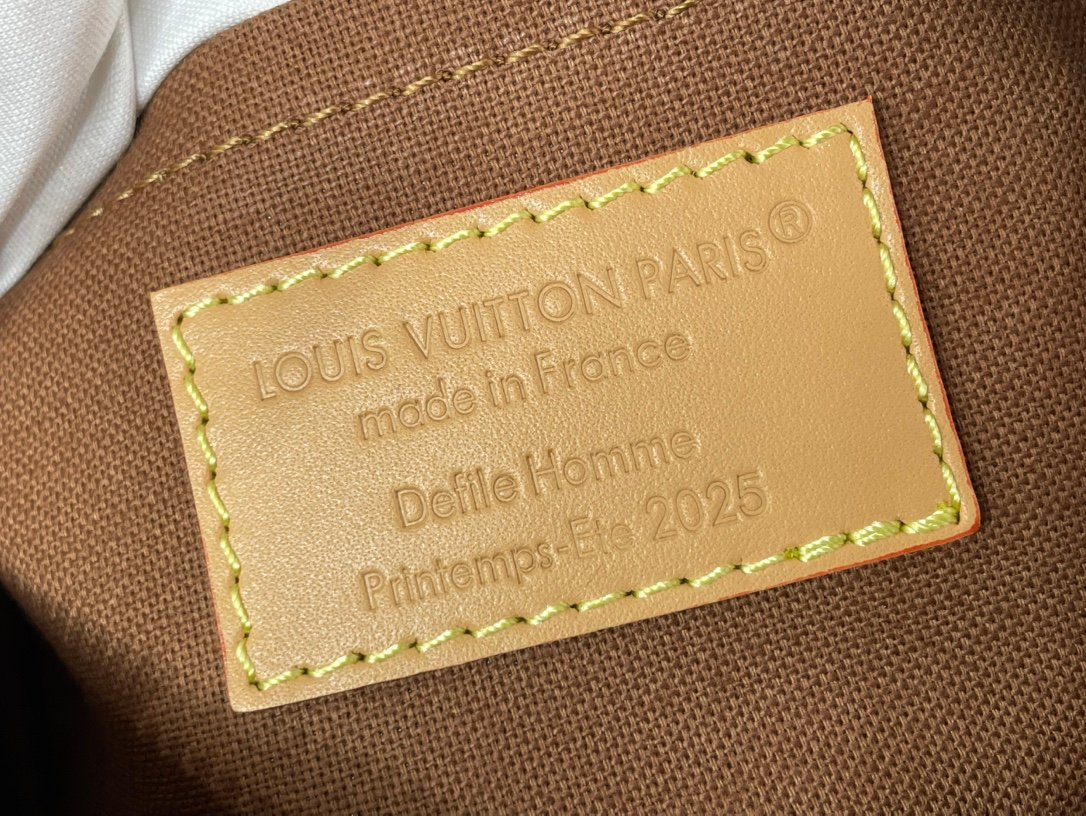 LOUIS VUITTON PARIS®
made in France
Defile Homme
Printemps-Ete 2025